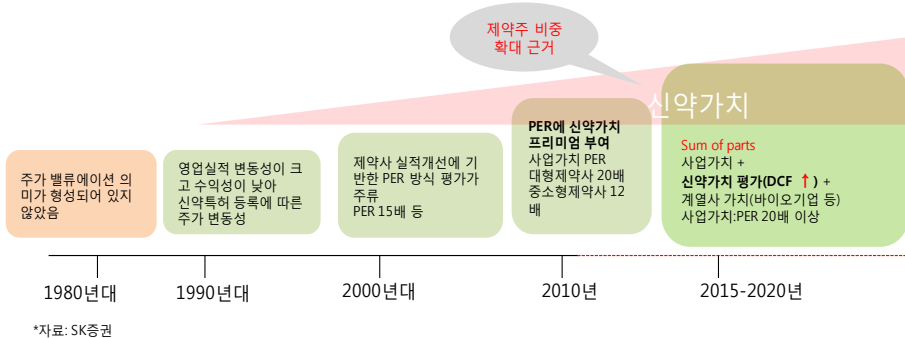 제약주 비중
확대 근거
신약가치
주가 밸류에이션 의
미가 형성되어 있지
않았음
영업실적 변동성이 크
고 수익성이 낮아
신약특허 등록에 따른
주가 변동성
제약사 실적개선에 기
반한 PER 방식 평가가
주류
PER 15배 등
PER에 신약가치
프리미엄 부여
사업가치 PER
대형제약사 20배
중소형제약사 12
배
Sum of parts
사업가치 +
신약가치 평가(DCF ↑) +
계열사 가치(바이오기업 등)
사업가치:PER 20배 이상
1980년대
1990년대
2000년대
2010년
2015-2020년
*자료: SK증권